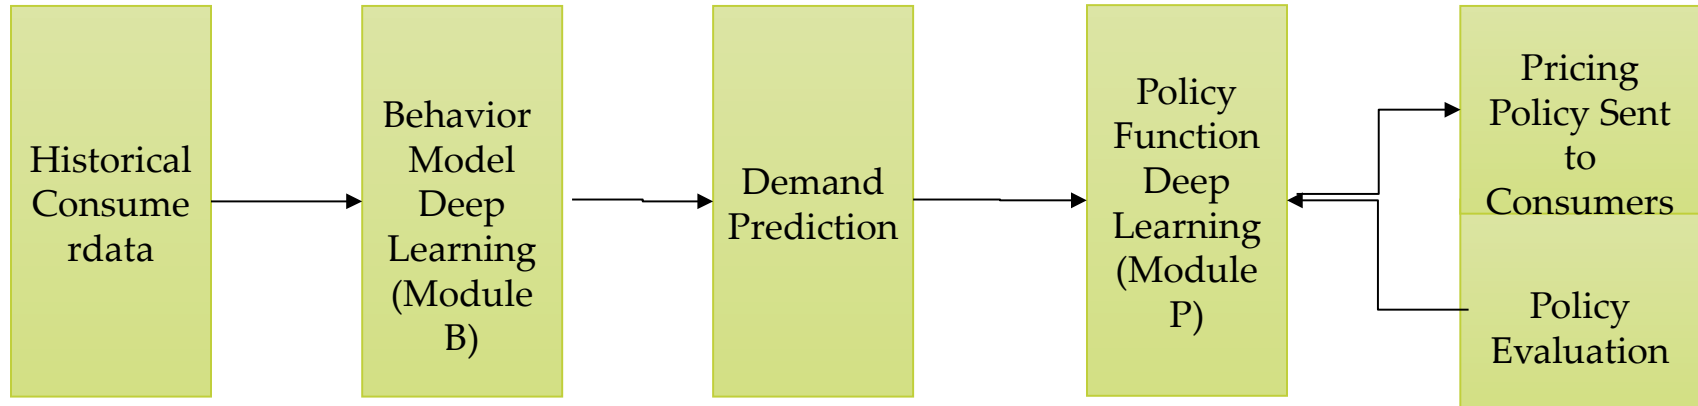 Historical
Consume
rdata
Behavior
Model
Deep
Learning
(Module
B)
Demand
Prediction
Policy
Function
Deep
Learning
(Module
P)
Pricing
Policy Sent
to
Consumers
Policy
Evaluation